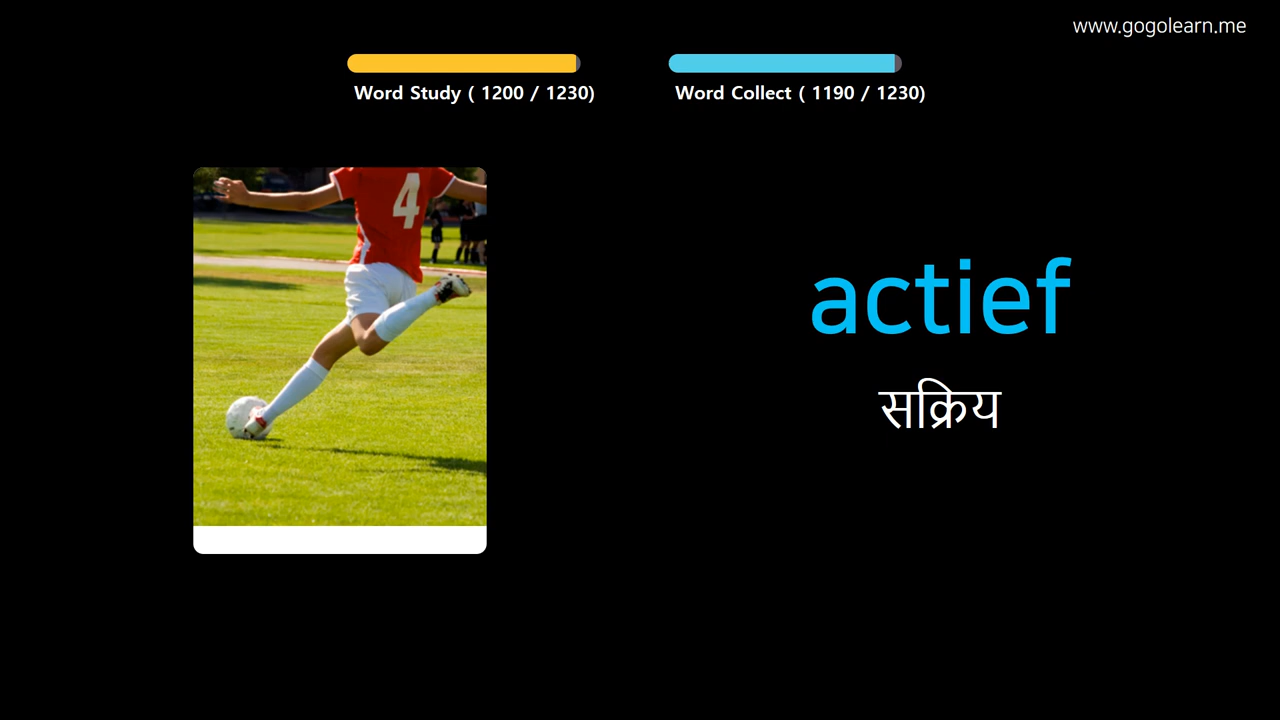 www.gogolearn.me
Word Study ( 1200 / 1230)
Word Collect ( 1190 / 1230)
4
actief
सक्रिय